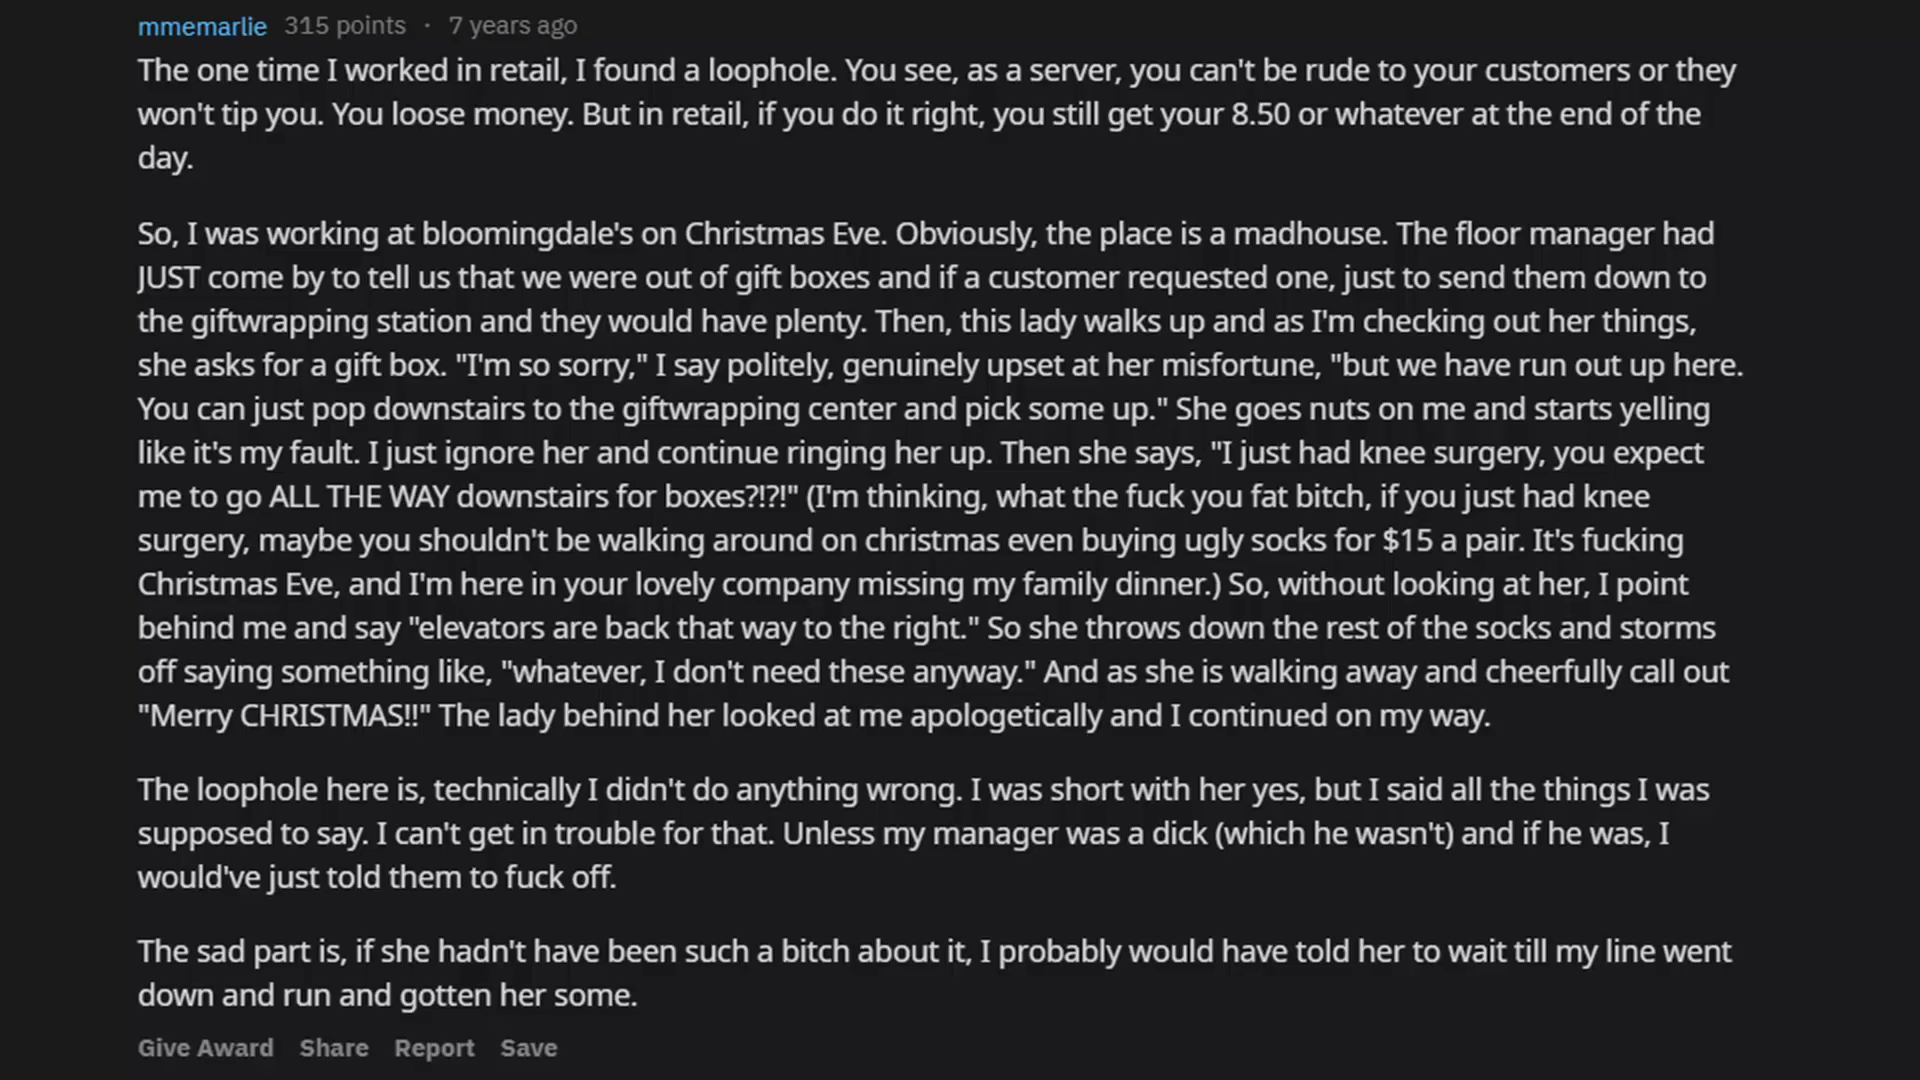 mmemarlie 315 points · 7 years ago
The one time I worked in retail, I found a loophole. You see, as a server, you can't be rude to your customers or they
won't tip you. You loose money. But in retail, if you do it right, you still get your 8.50 or whatever at the end of the
day.
So, I was working at bloomingdale's on Christmas Eve. Obviously, the place is a madhouse. The floor manager had
JUST come by to tell us that we were out of gift boxes and if a customer requested one, just to send them down to
the giftwrapping station and they would have plenty. Then, this lady walks up and as I'm checking out her things,
she asks for a gift box. "I'm so sorry," I say politely, genuinely upset at her misfortune, "but we have run out up here.
You can just pop downstairs to the giftwrapping center and pick some up." She goes nuts on me and starts yelling
like it's my fault. I just ignore her and continue ringing her up. Then she says, "I just had knee surgery, you expect
me to go ALL THE WAY downstairs for boxes?!?!" (I'm thinking, what the fuck you fat bitch, if you just had knee
surgery, maybe you shouldn't be walking around on christmas even buying ugly socks for $15 a pair. It's fucking
Christmas Eve, and I'm here in your lovely company missing my family dinner.) So, without looking at her, I point
behind me and say "elevators are back that way to the right." So she throws down the rest of the socks and storms
off saying something like, "whatever, I don't need these anyway." And as she is walking away and cheerfully call out
"Merry CHRISTMAS!!" The lady behind her looked at me apologetically and I continued on my way.
The loophole here is, technically I didn't do anything wrong. I was short with her yes, but I said all the things I was
supposed to say. I can't get in trouble for that. Unless my manager was a dick (which he wasn't) and if he was, I
would've just told them to fuck off.
The sad part is, if she hadn't have been such a bitch about it, I probably would have told her to wait till my line went
down and run and gotten her some.
Give Award Share Report Save